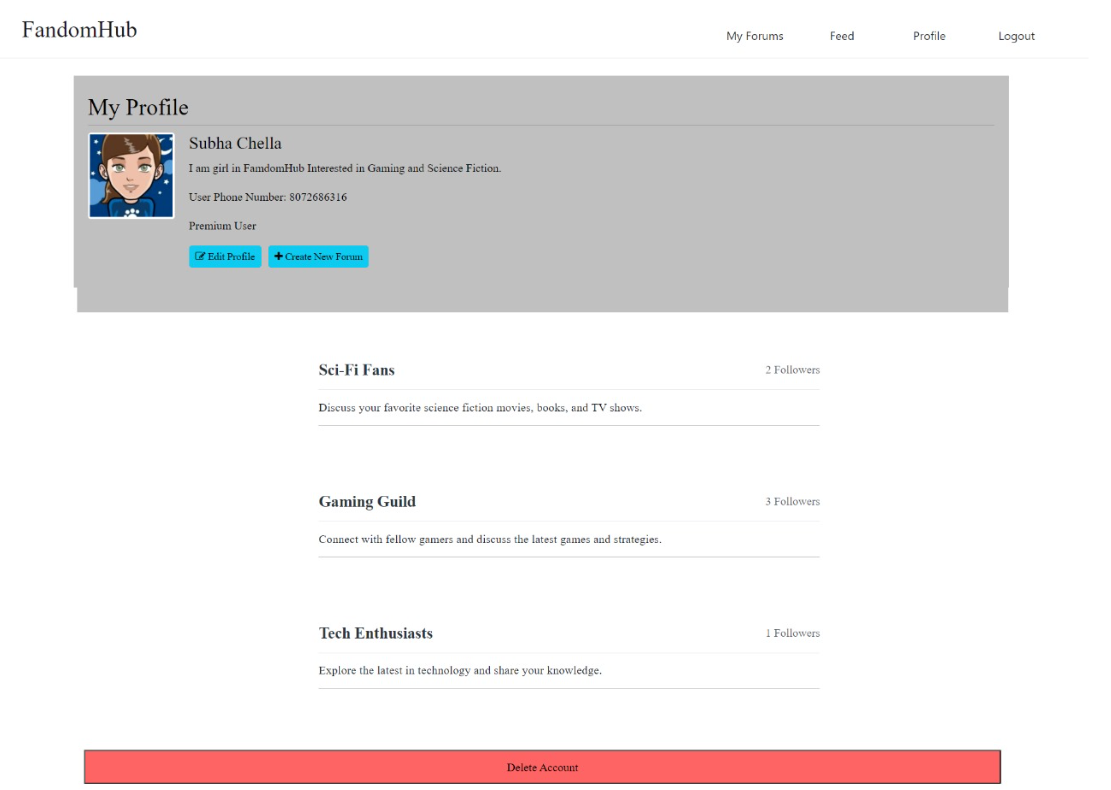 FandomHub
My Forums Feed Profile Logout
My Profile
Subha Chella
I am girl in FamdomHub Interested in Gaming and Science Fiction.
User Phone Number: 8072686316
Premium User
Edit Profile Create New Forum
Sci-Fi Fans 2 Followers
Discuss your favorite science fiction movies, books, and TV shows.
Gaming Guild 3 Followers
Connect with fellow gamers and discuss the latest games and strategies.
Tech Enthusiasts 1 Followers
Explore the latest in technology and share your knowledge.
Delete Account